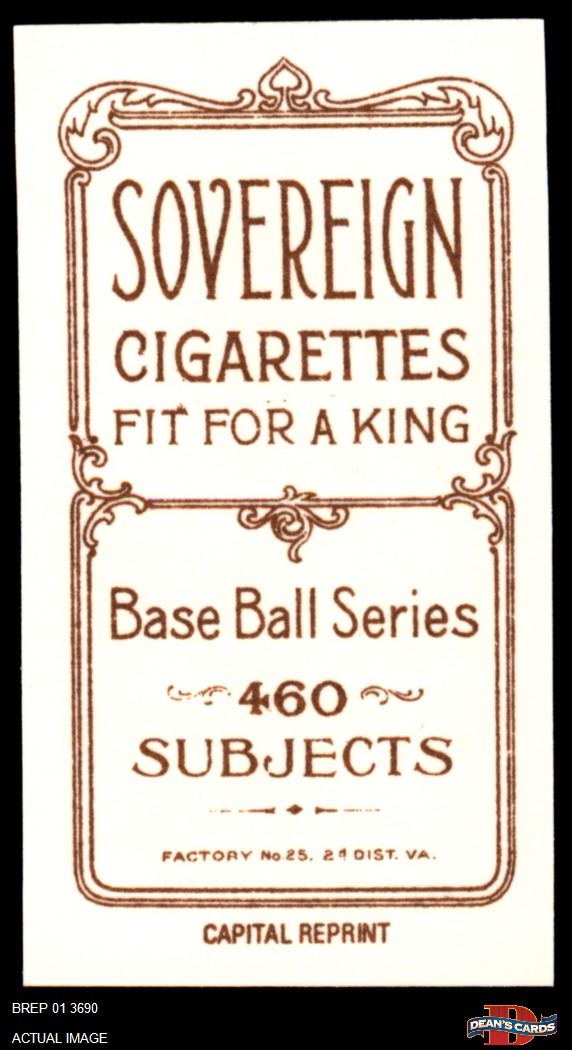 SOVEREIGN
CIGARETTES
FIT FOR A KING
Base Ball Series
460
SUBJECTS
FACTORY No. 25. 2d DIST. VA.
CAPITAL REPRINT
BREP 01 3690
ACTUAL IMAGE
D
DEAN'S CARDS